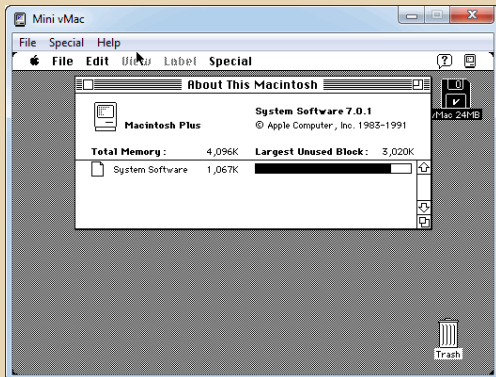 Mini vMac
File Special Help
File Edit View Label Special
About This Macintosh
Macintosh Plus
System Software 7.0.1
© Apple Computer, Inc. 1983-1991
Total Memory: 4,096K Largest Unused Block: 3,020K
System Software 1,067K
vMac 24MB
Trash